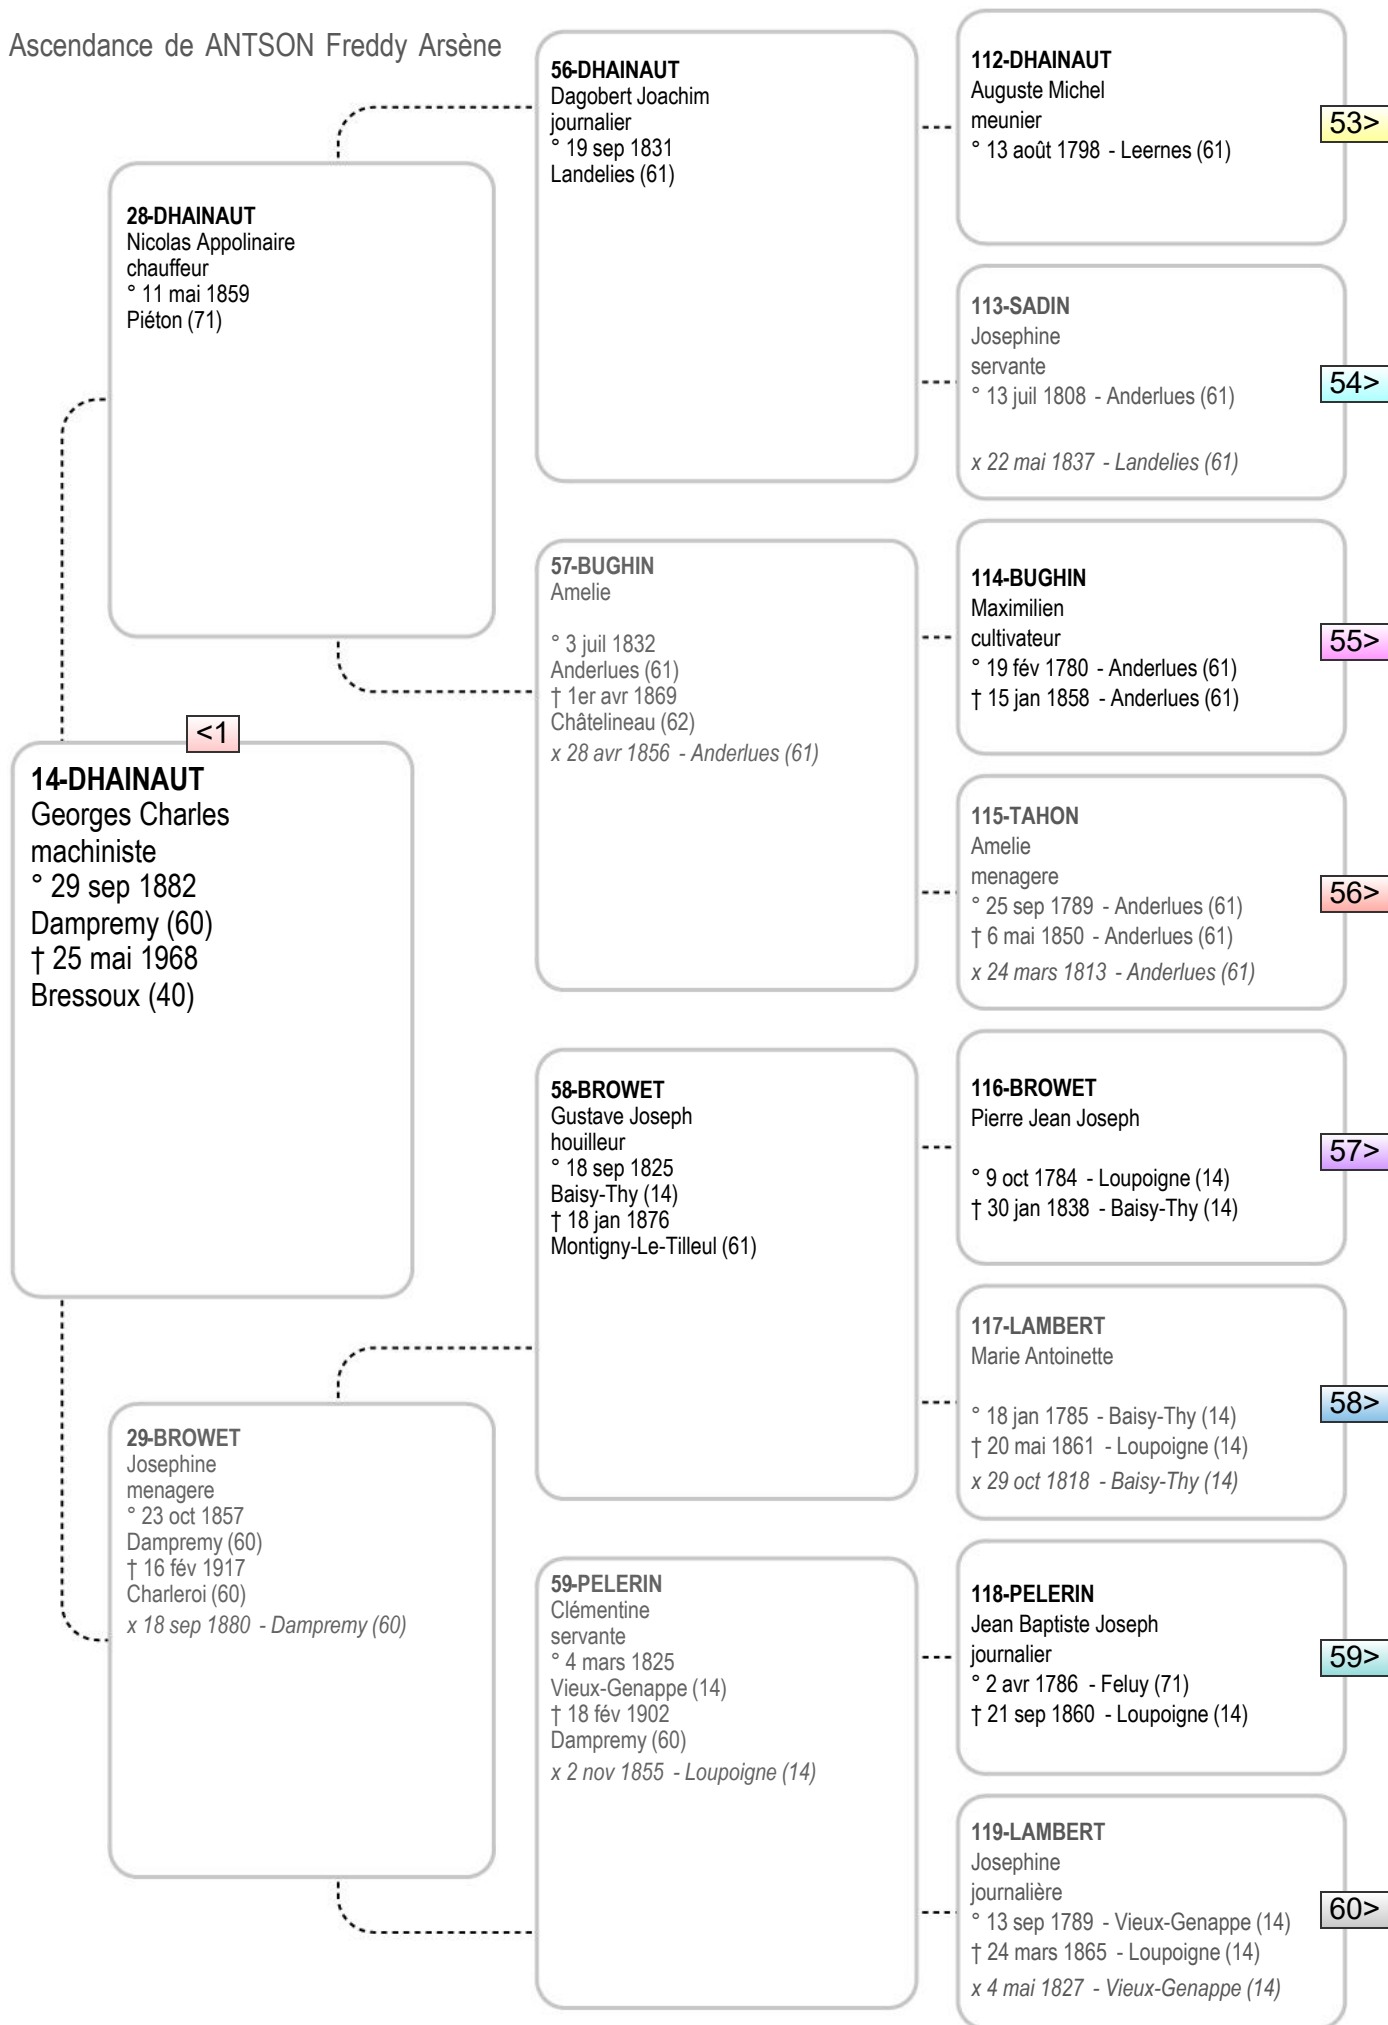 Ascendance de ANTSON Freddy Arsène
<1
14-DHAINAUT
Georges Charles
machiniste
° 29 sep 1882
Dampremy (60)
† 25 mai 1968
Bressoux (40)
28-DHAINAUT
Nicolas Appolinaire
chauffeur
° 11 mai 1859
Piéton (71)
29-BROWET
Josephine
menagere
° 23 oct 1857
Dampremy (60)
† 16 fév 1917
Charleroi (60)
x 18 sep 1880 - Dampremy (60)
56-DHAINAUT
Dagobert Joachim
journalier
° 19 sep 1831
Landelies (61)
57-BUGHIN
Amelie
° 3 juil 1832
Anderlues (61)
† 1er avr 1869
Châtelineau (62)
x 28 avr 1856 - Anderlues (61)
58-BROWET
Gustave Joseph
houilleur
° 18 sep 1825
Baisy-Thy (14)
† 18 jan 1876
Montigny-Le-Tilleul (61)
59-PELERIN
Clémentine
servante
° 4 mars 1825
Vieux-Genappe (14)
† 18 fév 1902
Dampremy (60)
x 2 nov 1855 - Loupoigne (14)
112-DHAINAUT
Auguste Michel
meunier
° 13 août 1798 - Leernes (61)
53>
113-SADIN
Josephine
servante
° 13 juil 1808 - Anderlues (61)
x 22 mai 1837 - Landelies (61)
54>
114-BUGHIN
Maximilien
cultivateur
° 19 fév 1780 - Anderlues (61)
† 15 jan 1858 - Anderlues (61)
55>
115-TAHON
Amelie
menagere
° 25 sep 1789 - Anderlues (61)
† 6 mai 1850 - Anderlues (61)
x 24 mars 1813 - Anderlues (61)
56>
116-BROWET
Pierre Jean Joseph
° 9 oct 1784 - Loupoigne (14)
† 30 jan 1838 - Baisy-Thy (14)
57>
117-LAMBERT
Marie Antoinette
° 18 jan 1785 - Baisy-Thy (14)
† 20 mai 1861 - Loupoigne (14)
x 29 oct 1818 - Baisy-Thy (14)
58>
118-PELERIN
Jean Baptiste Joseph
journalier
° 2 avr 1786 - Feluy (71)
† 21 sep 1860 - Loupoigne (14)
59>
119-LAMBERT
Josephine
journalière
° 13 sep 1789 - Vieux-Genappe (14)
† 24 mars 1865 - Loupoigne (14)
x 4 mai 1827 - Vieux-Genappe (14)
60>